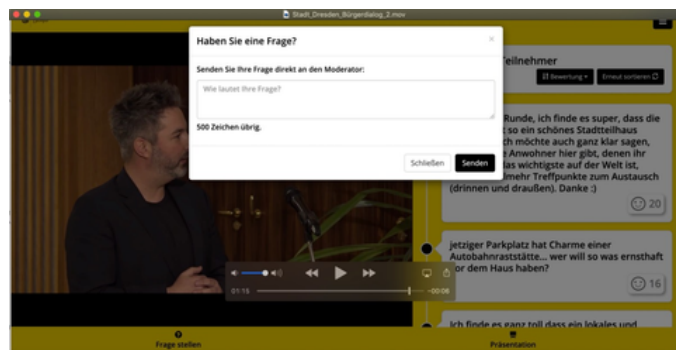 Stadt_Dresden_Bürgerdialog_2.mov
Haben Sie eine Frage?
×
Senden Sie Ihre Frage direkt an den Moderator:
Wie lautet Ihre Frage?
500 Zeichen übrig.
Schließen
Senden
eilnehmer
Bewertung
Erneut sortieren
Runde, ich finde es super, dass die
so ein schönes Stadtteilhaus
ch möchte auch ganz klar sagen,
Anwohner hier gibt, denen ihr
das wichtigste auf der Welt ist,
lmehr Treffpunkte zum Austausch
(drinnen und draußen). Danke :)
20
jetziger Parkplatz hat Charme einer
Autobahnraststätte... wer will so was ernsthaft
vor dem Haus haben?
16
Ich finde es ganz toll dass ein lokales und
01:15
-00:06
Frage stellen
Präsentation